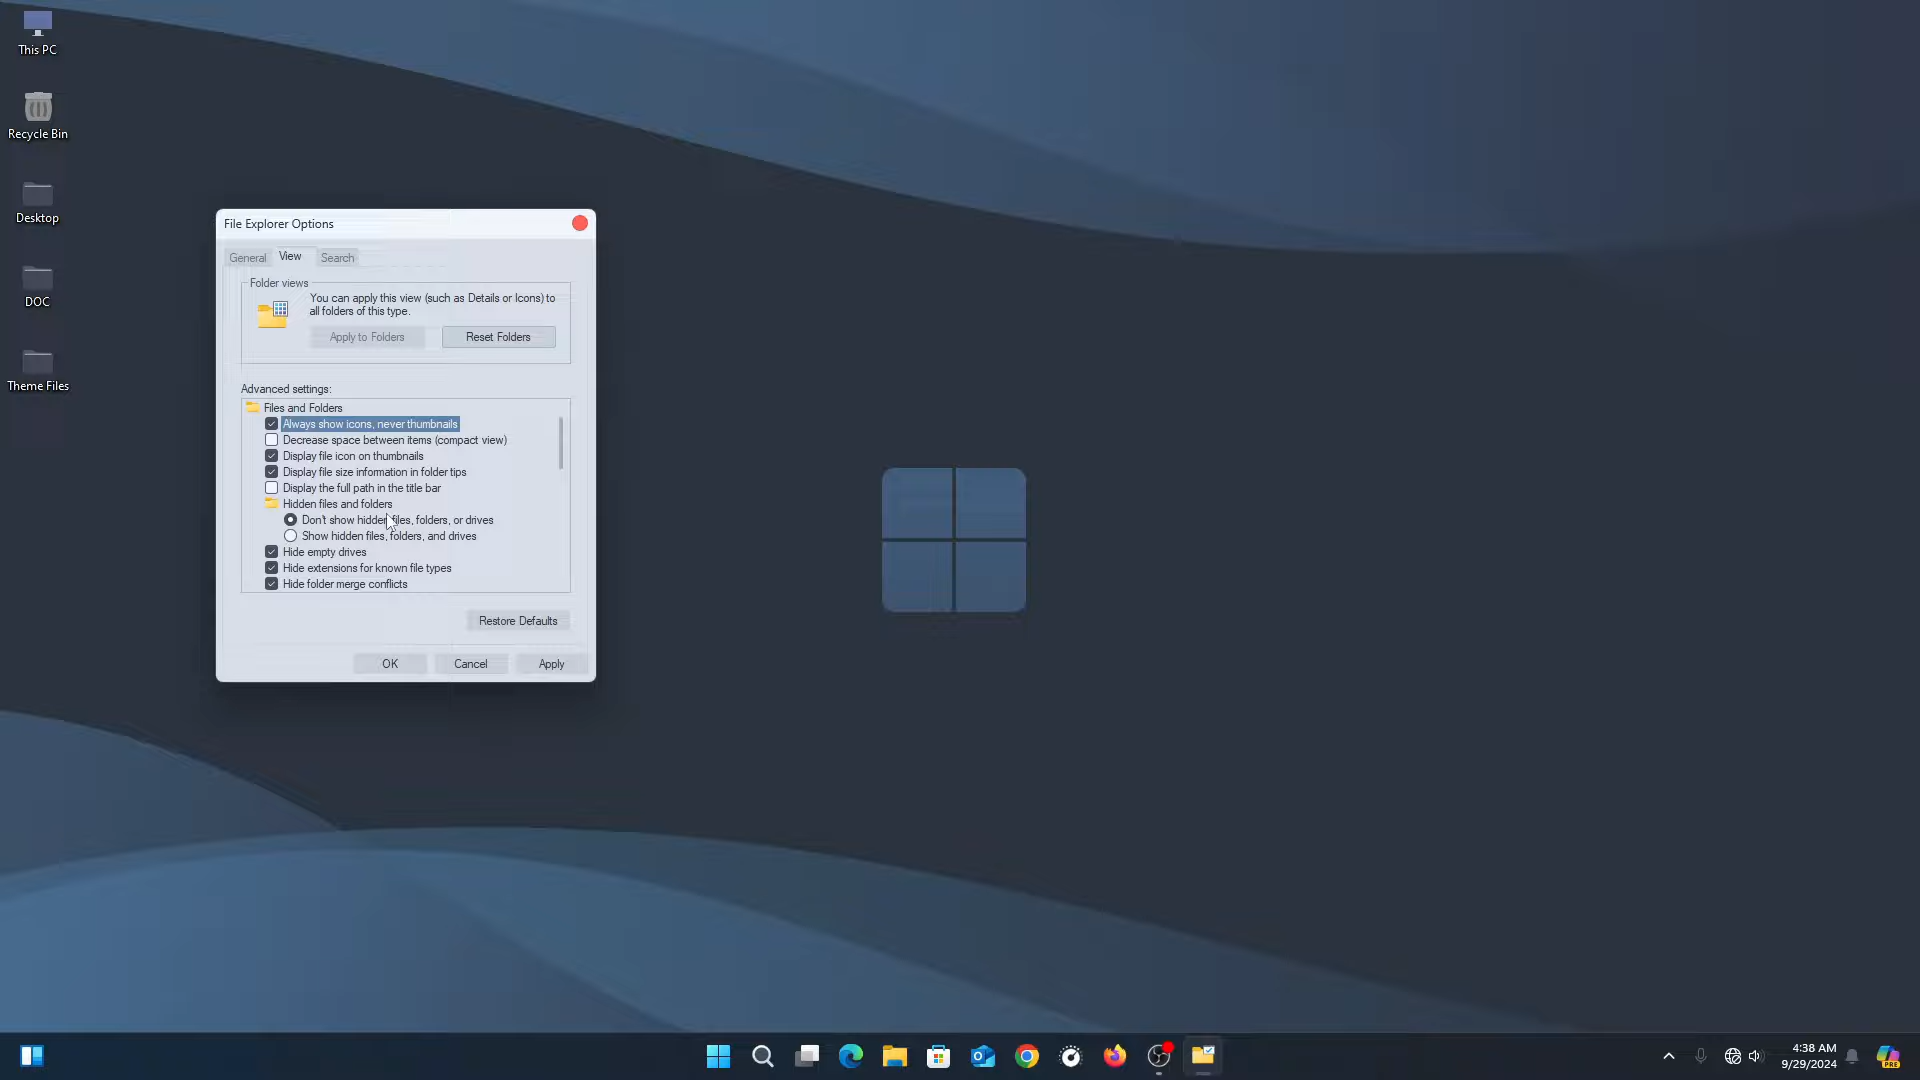 This PC
Recycle Bin
Desktop
DOC
Theme Files
File Explorer Options
General
View
Search
Folder views
You can apply this view (such as Details or Icons) to
all folders of this type.
Apply to Folders
Reset Folders
Advanced settings:
Files and Folders
Always show icons, never thumbnails
Decrease space between items (compact view)
Display file icon on thumbnails
Display file size information in folder tips
Display the full path in the title bar
Hidden files and folders
Don't show hidden files, folders, or drives
Show hidden files, folders, and drives
Hide empty drives
Hide extensions for known file types
Hide folder merge conflicts
Restore Defaults
OK
Cancel
Apply
4:38 AM
9/29/2024
PRE